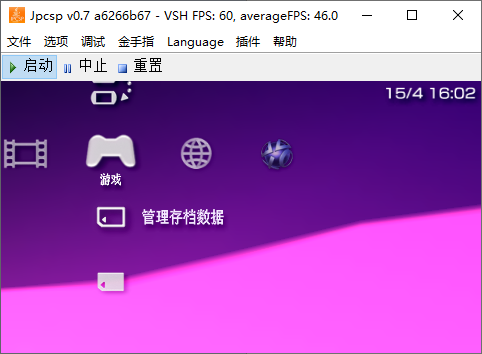 Jpcsp v0.7 a6266b67 - VSH FPS: 60, averageFPS: 46.0
文件 选项 调试 金手指 Language 插件 帮助
启动 中止 重置
15/4 16:02
游戏
管理存档数据